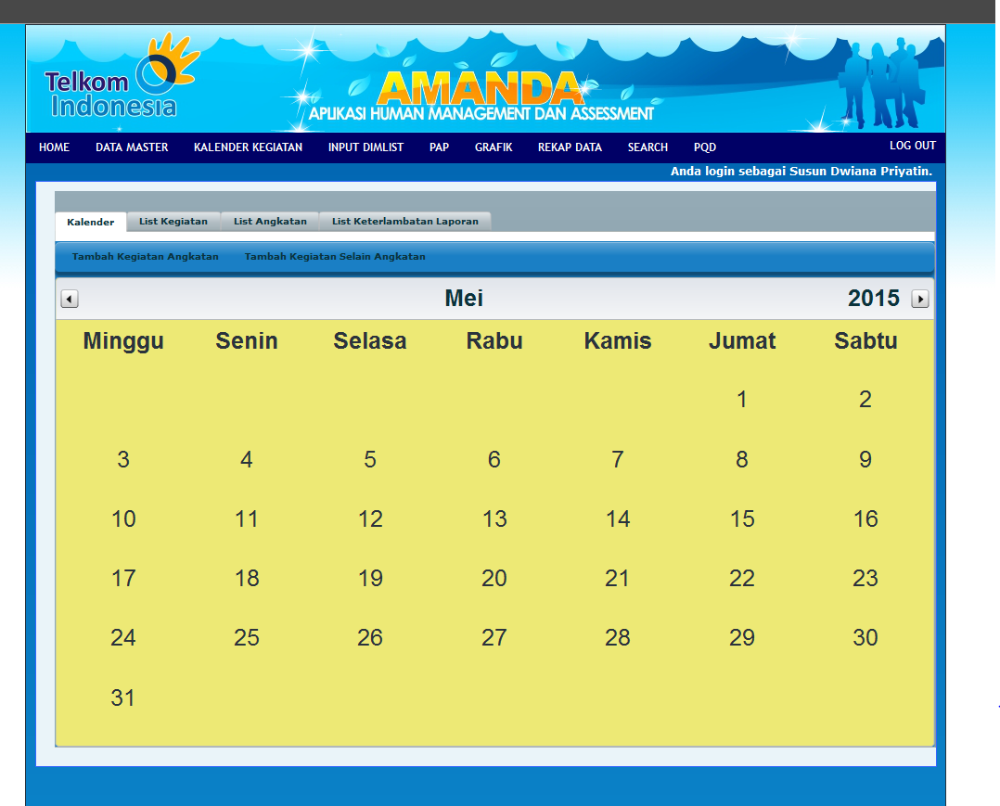 Telkom
Indonesia
AMANDA
APLIKASI HUMAN MANAGEMENT DAN ASSESSMENT
HOME DATA MASTER KALENDER KEGIATAN INPUT DIMLIST PAP GRAFIK REKAP DATA SEARCH PQD LOG OUT
Anda login sebagai Susun Dwiana Priyatin.
Kalender List Kegiatan List Angkatan List Keterlambatan Laporan
Tambah Kegiatan Angkatan Tambah Kegiatan Selain Angkatan
Mei 2015
Minggu Senin Selasa Rabu Kamis Jumat Sabtu
1 2
3 4 5 6 7 8 9
10 11 12 13 14 15 16
17 18 19 20 21 22 23
24 25 26 27 28 29 30
31